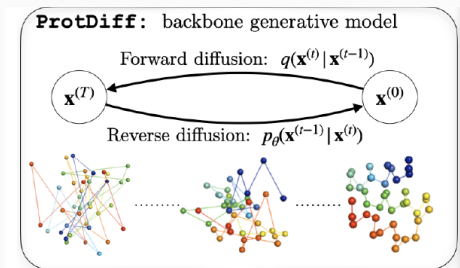 ProtDiff: backbone generative model
Forward diffusion: q(x^(t)|x^(t-1))
x^(T)
x^(0)
Reverse diffusion: p_θ(x^(t-1)|x^(t))